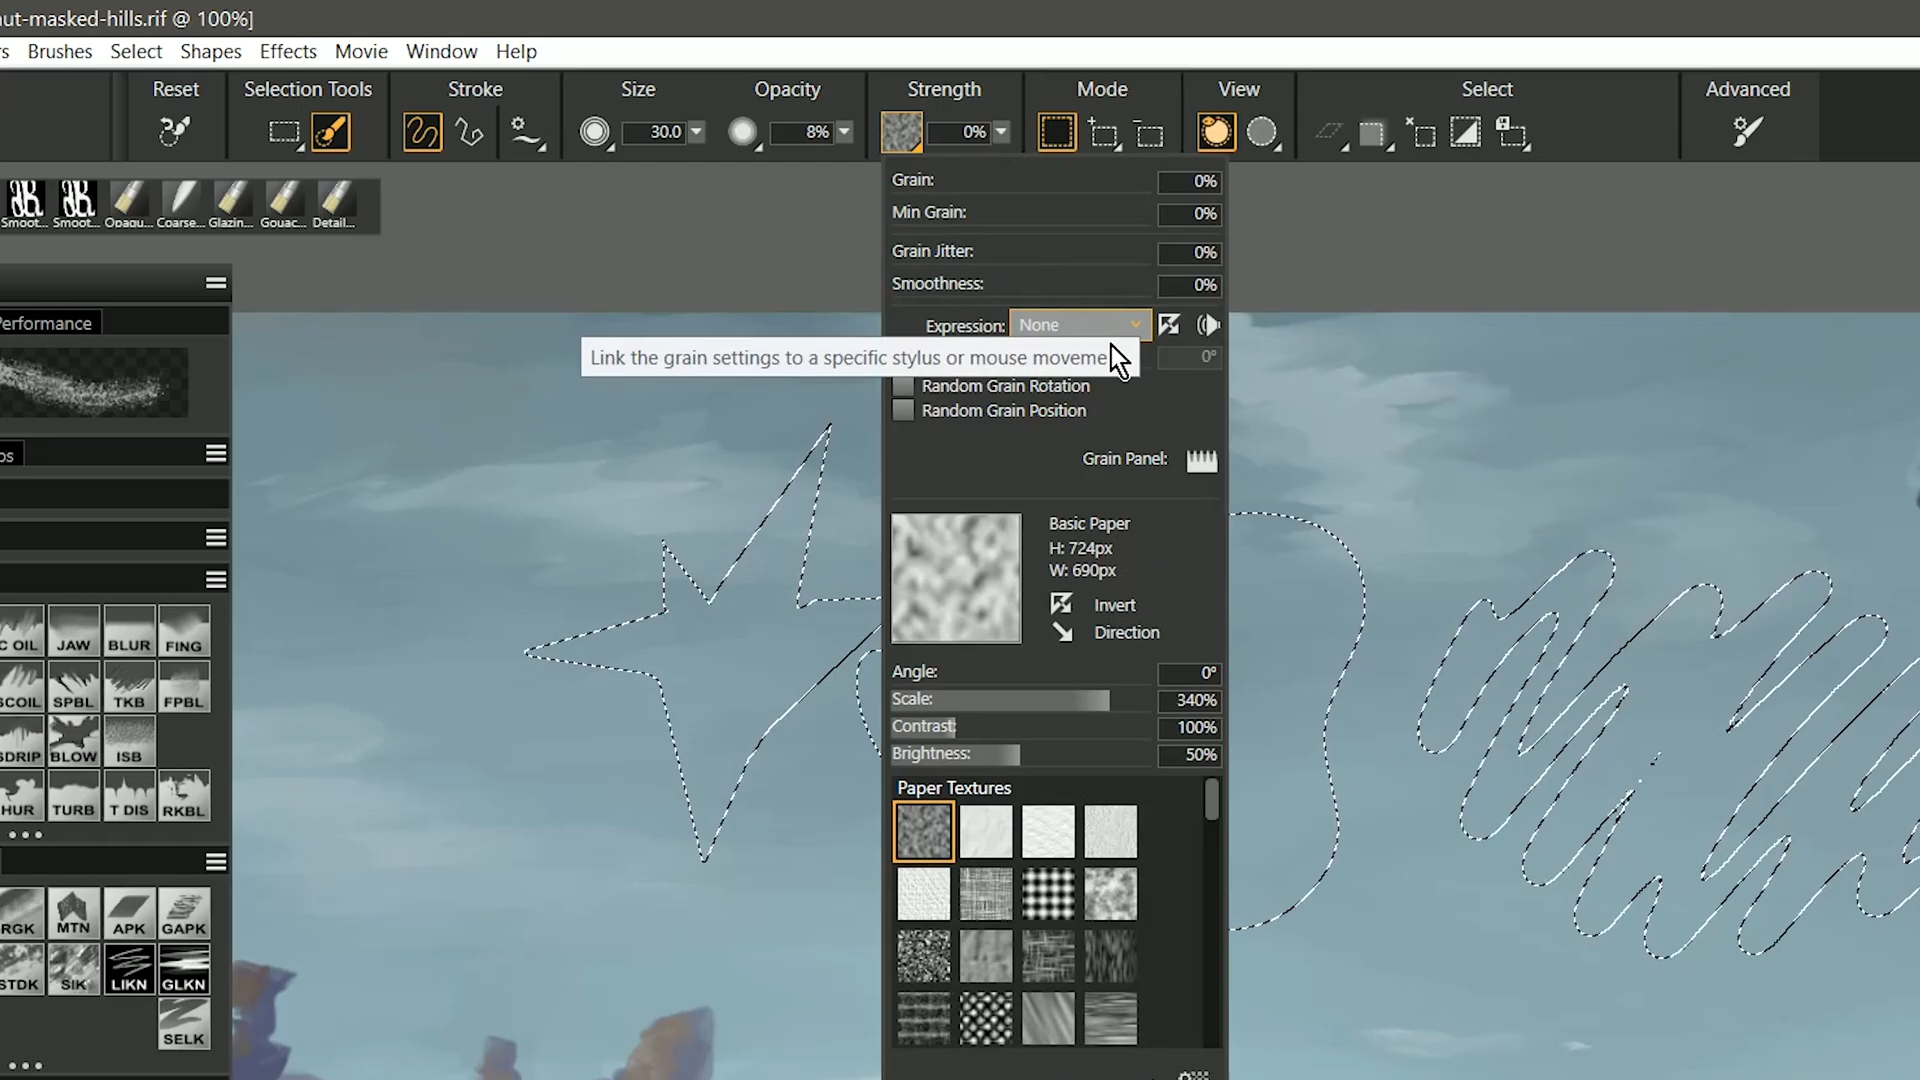 ut-masked-hills.rif @ 100%]
s Brushes Select Shapes Effects Movie Window Help
Reset Selection Tools Stroke Size Opacity Strength Mode View Select Advanced
30.0 8% 0%
Grain: 0%
Min Grain: 0%
Grain Jitter: 0%
Smoothness: 0%
Expression: None
Link the grain settings to a specific stylus or mouse moveme
0°
Random Grain Rotation
Random Grain Position
Grain Panel:
Basic Paper
H: 724px
W: 690px
Invert
Direction
Angle: 0°
Scale: 340%
Contrast: 100%
Brightness: 50%
Paper Textures
Smoot... Smoot... Opaqu... Coarse... Glazin... Gouac... Detail...
Performance
os
C OIL JAW BLUR FING
SCOIL SPBL TKB FPBL
SDRIP BLOW ISB
HUR TURB T DIS RKBL
RGK MTN APK GAPK
STDK SIK LIKN GLKN
SELK